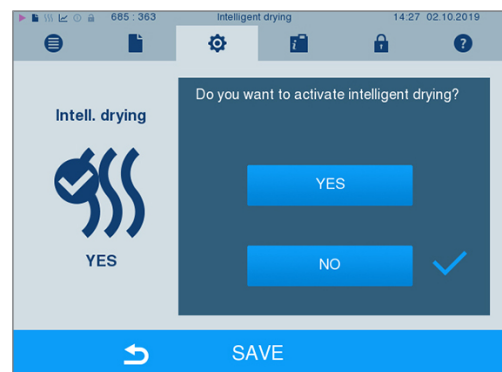 685 : 363 Intelligent drying 14:27 02.10.2019
Do you want to activate intelligent drying?
Intell. drying
YES
YES
NO
SAVE